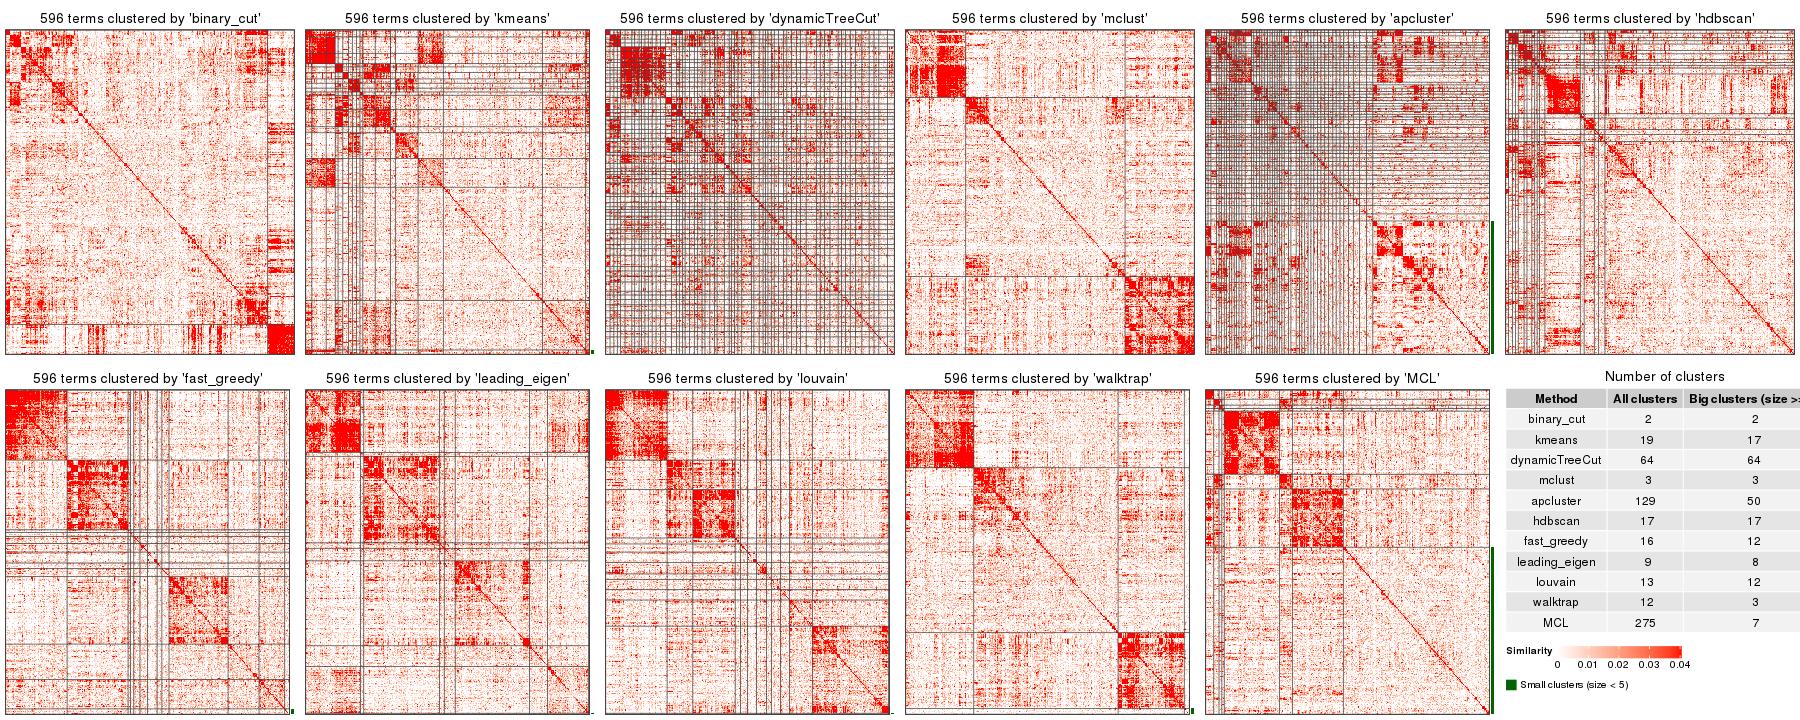 596 terms clustered by 'binary_cut'
596 terms clustered by 'kmeans'
596 terms clustered by 'dynamicTreeCut'
596 terms clustered by 'mclust'
596 terms clustered by 'apcluster'
596 terms clustered by 'hdbscan'
596 terms clustered by 'fast_greedy'
596 terms clustered by 'leading_eigen'
596 terms clustered by 'louvain'
596 terms clustered by 'walktrap'
596 terms clustered by 'MCL'
Number of clusters
Method All clusters Big clusters (size >=
binary_cut 2 2
kmeans 19 17
dynamicTreeCut 64 64
mclust 3 3
apcluster 129 50
hdbscan 17 17
fast_greedy 16 12
leading_eigen 9 8
louvain 13 12
walktrap 12 3
MCL 275 7
Similarity
0 0.01 0.02 0.03 0.04
Small clusters (size < 5)